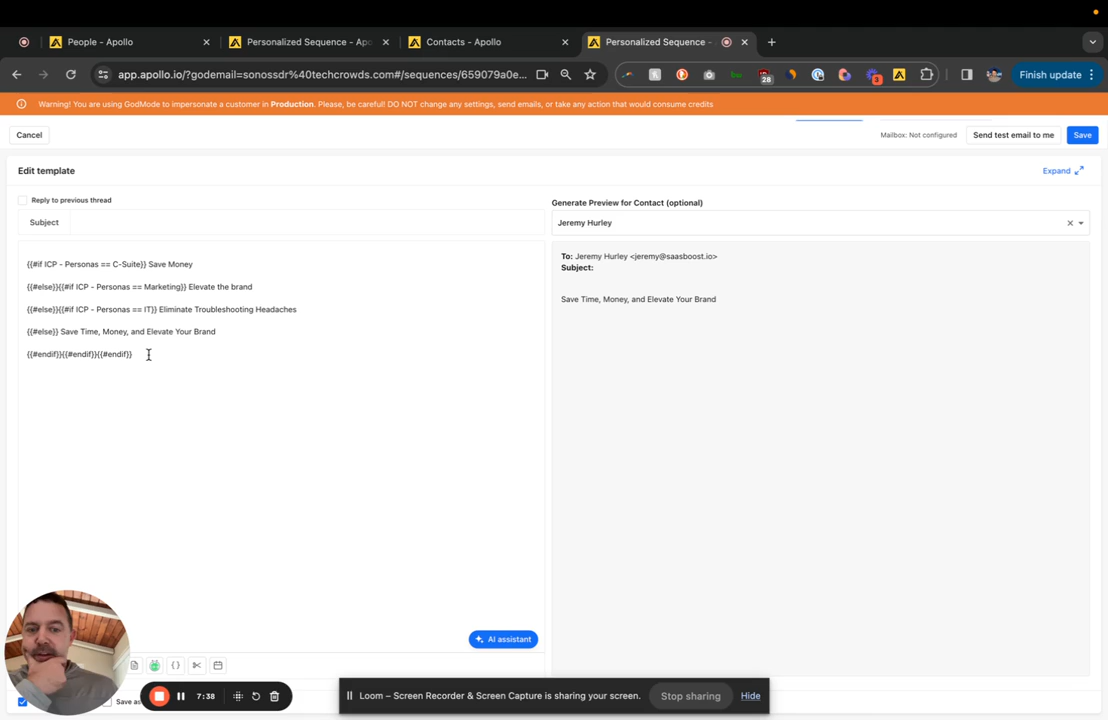 People - Apollo
Personalized Sequence - Apo
Contacts - Apollo
Personalized Sequence -
app.apollo.io/?godemail=sonossdr%40techcrowds.com#/sequences/659079a0e...
28
3
Finish update
Warning! You are using GodMode to impersonate a customer in Production. Please, be careful! DO NOT change any settings, send emails, or take any action that would consume credits
Cancel
Mailbox: Not configured
Send test email to me
Save
Edit template
Expand
Reply to previous thread
Generate Preview for Contact (optional)
Subject
Jeremy Hurley
To: Jeremy Hurley <jeremy@saasboost.io>
Subject:
{{#if ICP - Personas == C-Suite}} Save Money
{{#else}}{{#if ICP - Personas == Marketing}} Elevate the brand
Save Time, Money, and Elevate Your Brand
{{#else}}{{#if ICP - Personas == IT}} Eliminate Troubleshooting Headaches
{{#else}} Save Time, Money, and Elevate Your Brand
{{#endif}}{{#endif}}{{#endif}}
AI assistant
{}
7:38
Save as
Loom – Screen Recorder & Screen Capture is sharing your screen.
Stop sharing
Hide